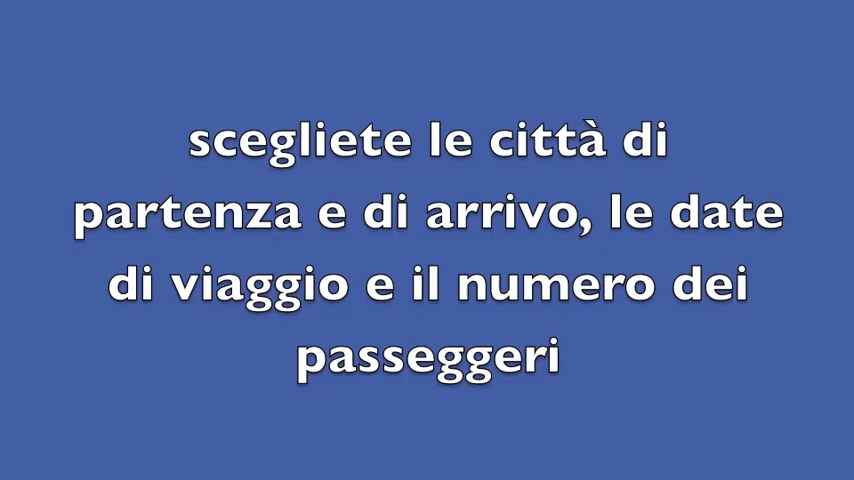 scegliete le città di
partenza e di arrivo, le date
di viaggio e il numero dei
passeggeri